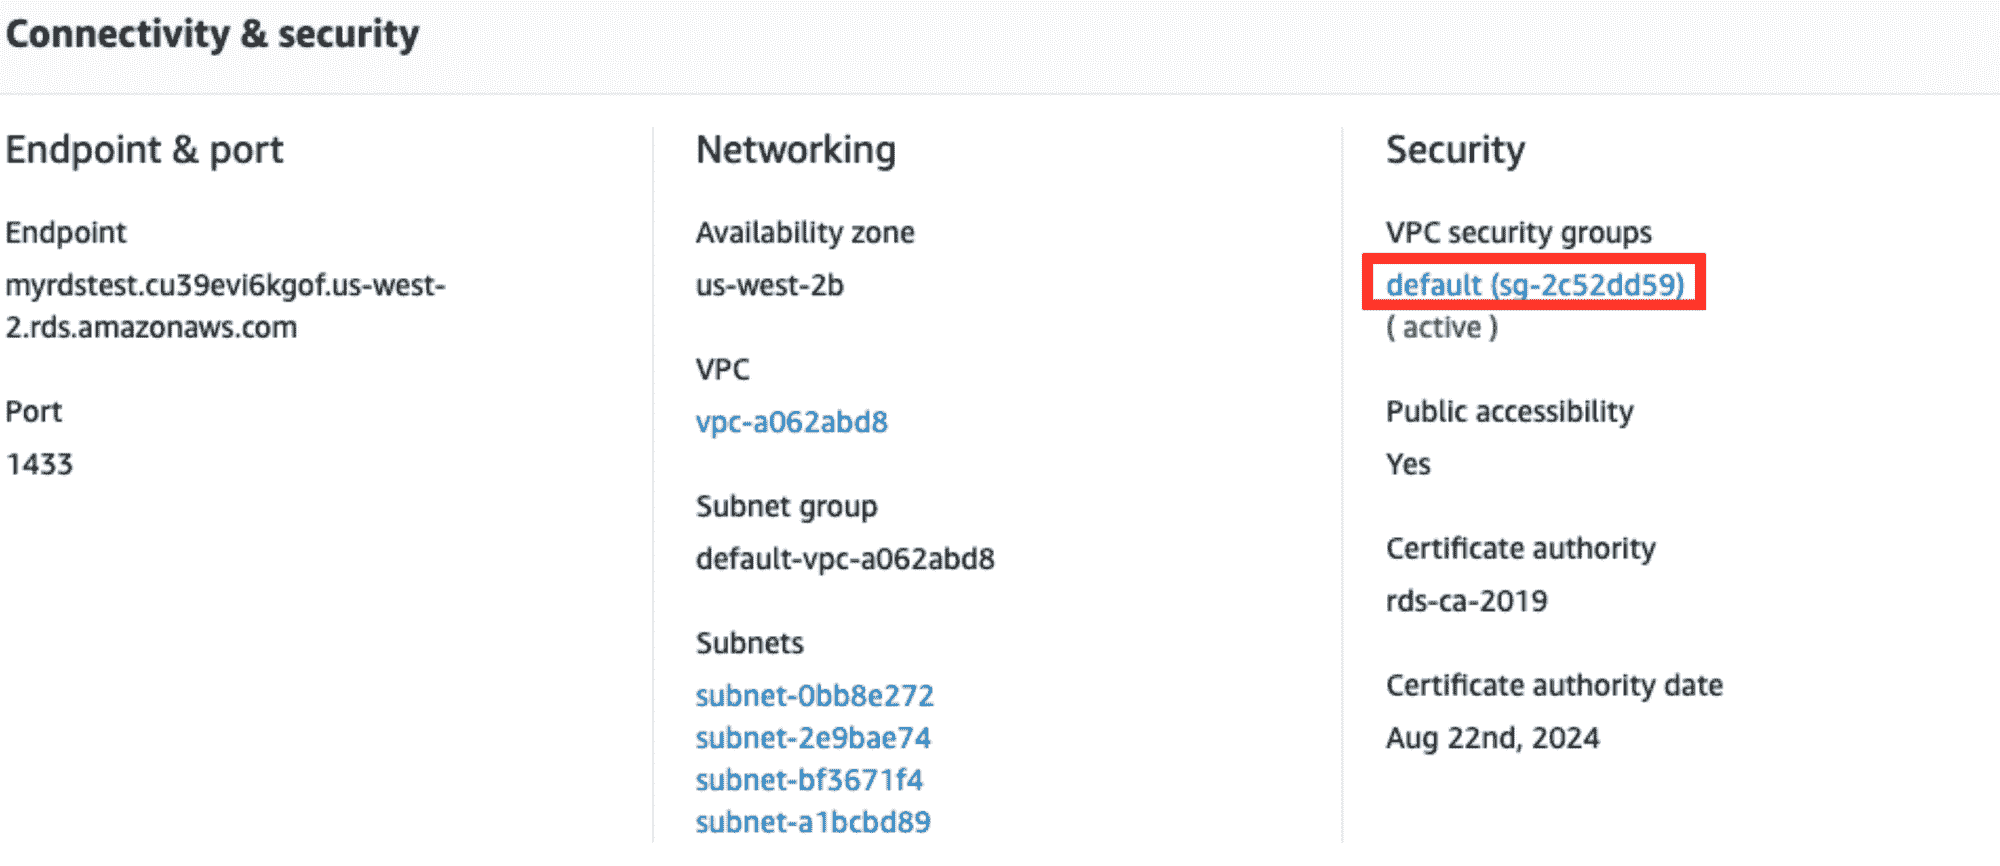 Connectivity & security
Endpoint & port
Endpoint
myrdstest.cu39evi6kgof.us-west-
2.rds.amazonaws.com
Port
1433
Networking
Availability zone
us-west-2b
VPC
vpc-a062abd8
Subnet group
default-vpc-a062abd8
Subnets
subnet-0bb8e272
subnet-2e9bae74
subnet-bf3671f4
subnet-a1bcbd89
Security
VPC security groups
default (sg-2c52dd59)
( active )
Public accessibility
Yes
Certificate authority
rds-ca-2019
Certificate authority date
Aug 22nd, 2024